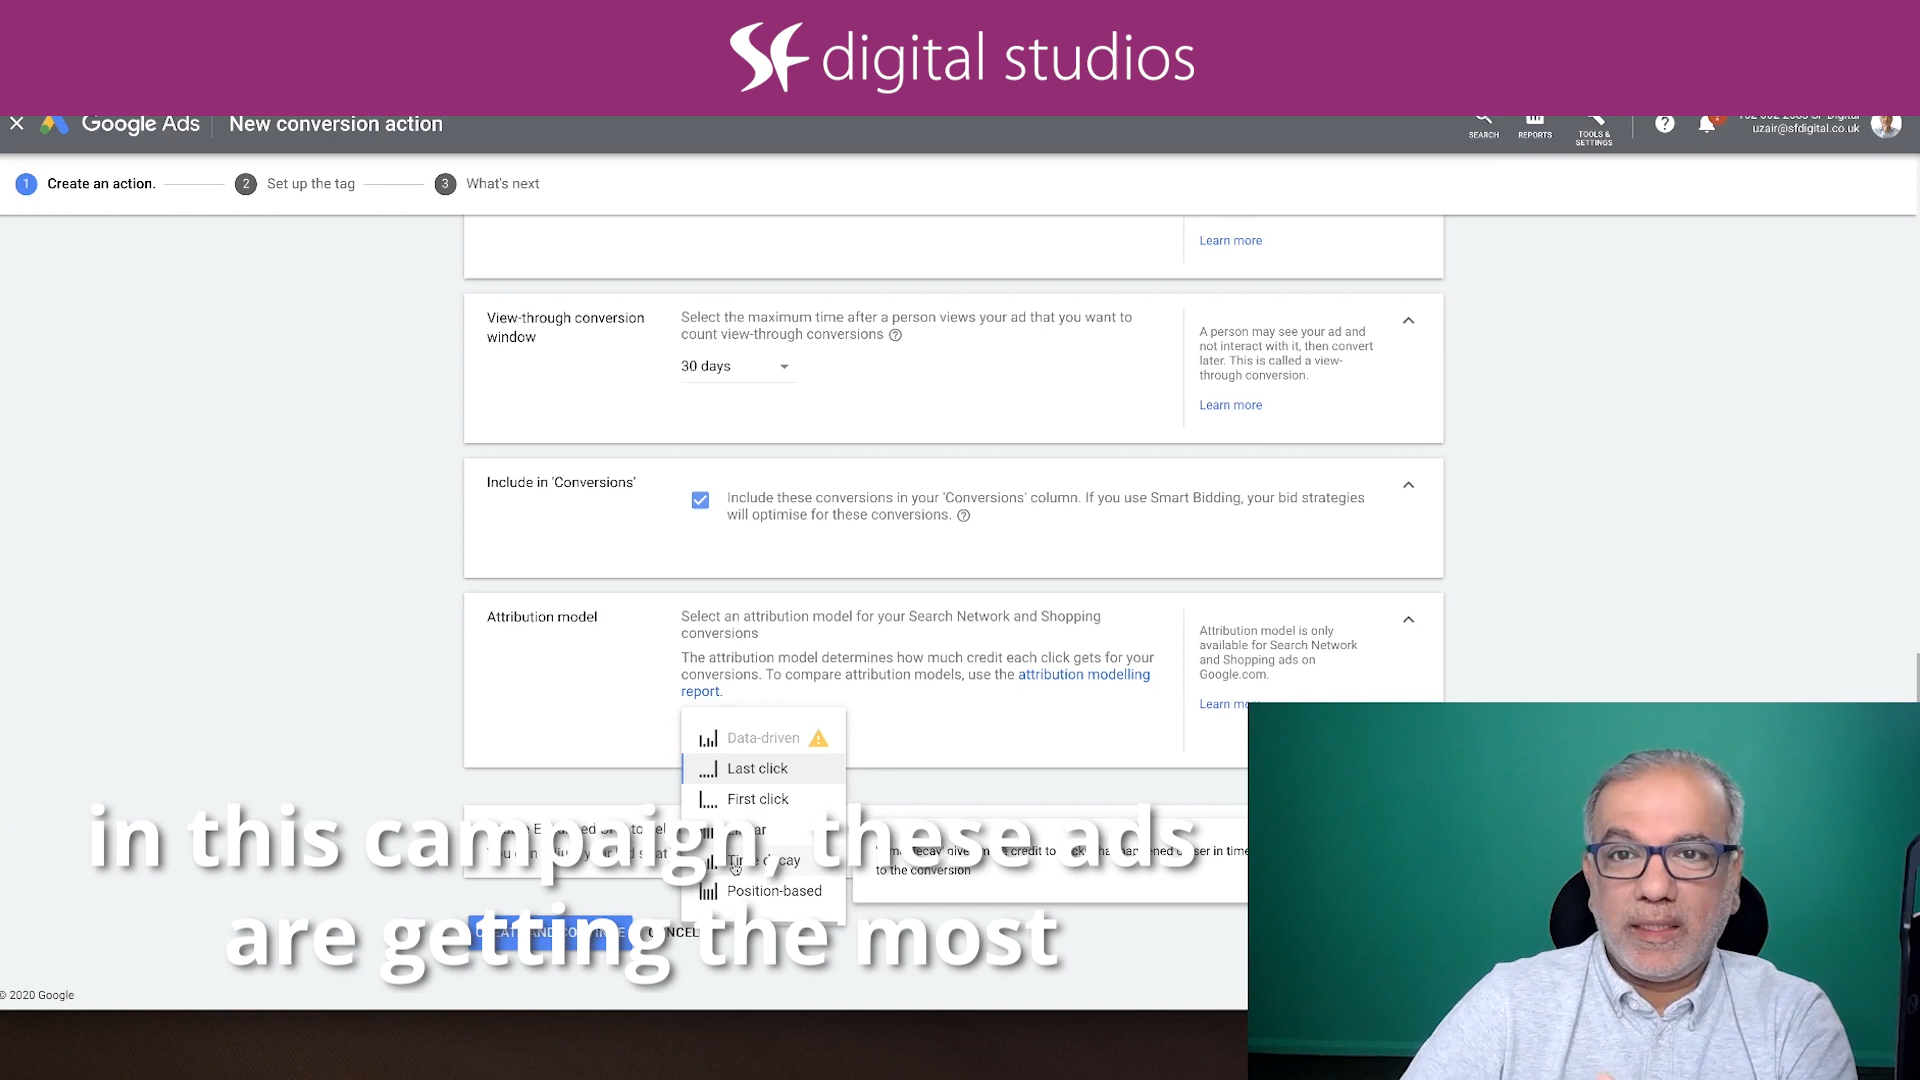 SF digital studios
Google Ads
New conversion action
SEARCH
REPORTS
TOOLS &
SETTINGS
uzair@sfdigital.co.uk
1 Create an action.
2 Set up the tag
3 What's next
Learn more
View-through conversion
window
Select the maximum time after a person views your ad that you want to
count view-through conversions
30 days
A person may see your ad and
not interact with it, then convert
later. This is called a view-
through conversion.
Learn more
Include in 'Conversions'
Include these conversions in your 'Conversions' column. If you use Smart Bidding, your bid strategies
will optimise for these conversions.
Attribution model
Select an attribution model for your Search Network and Shopping
conversions
The attribution model determines how much credit each click gets for your
conversions. To compare attribution models, use the attribution modelling
report.
Attribution model is only
available for Search Network
and Shopping ads on
Google.com.
Learn
Data-driven
Last click
First click
Time decay
Position-based
credit to
to the conversion
in this campaign, these ads
are getting the most
CANCEL
© 2020 Google